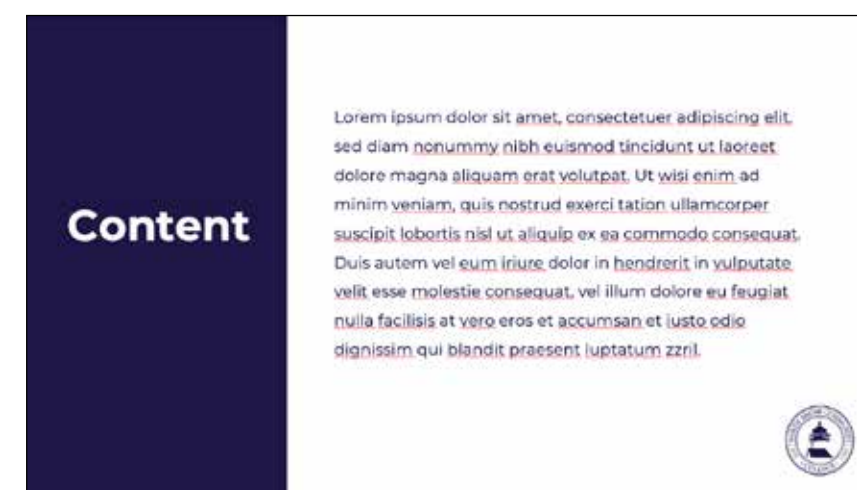 Content
Lorem ipsum dolor sit amet, consectetuer adipiscing elit,
sed diam nonummy nibh euismod tincidunt ut laoreet
dolore magna aliquam erat volutpat. Ut wisi enim ad
minim veniam, quis nostrud exerci tation ullamcorper
suscipit lobortis nisl ut aliquip ex ea commodo consequat.
Duis autem vel eum iriure dolor in hendrerit in vulputate
velit esse molestie consequat, vel illum dolore eu feugiat
nulla facilisis at vero eros et accumsan et iusto odio
dignissim qui blandit praesent luptatum zzril.